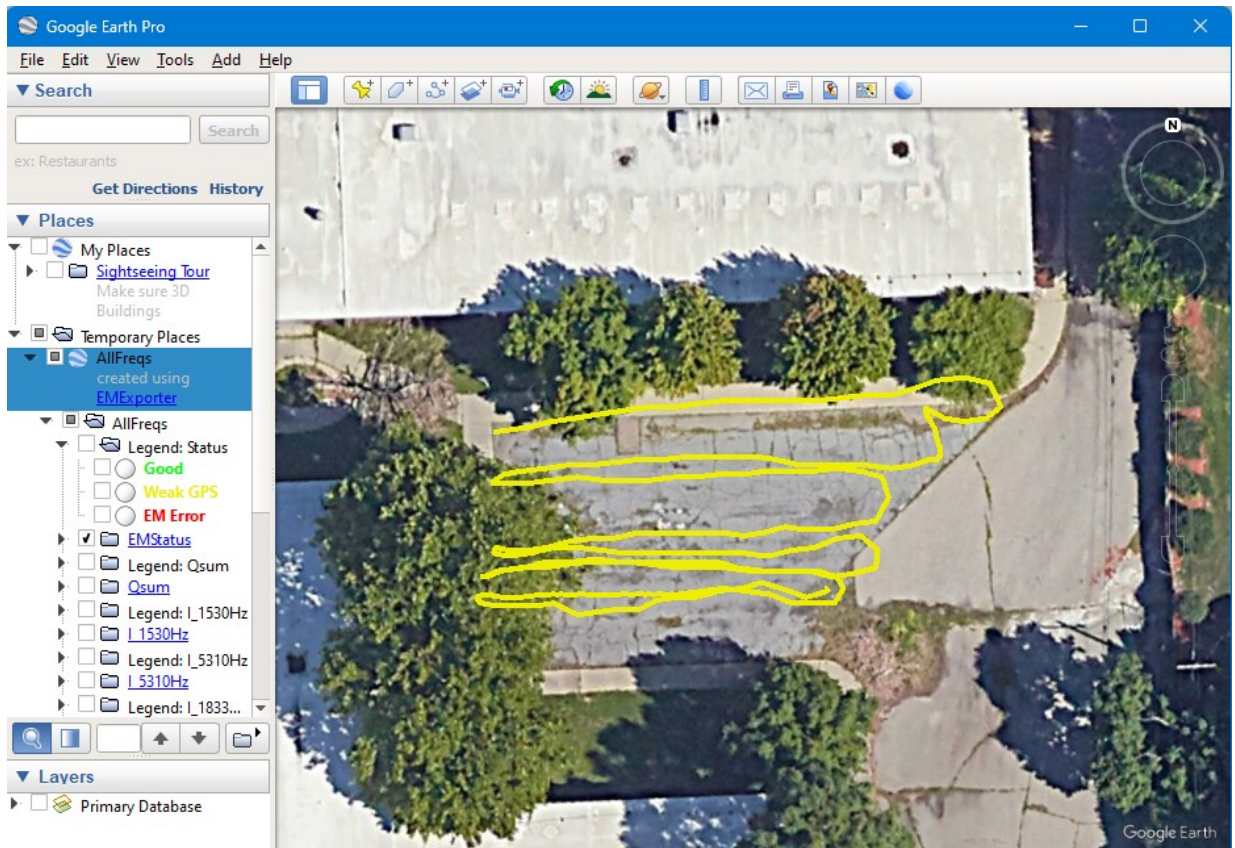 Google Earth Pro
File Edit View Tools Add Help
Search
Search
ex: Restaurants
Get Directions History
Places
My Places
Sightseeing Tour
Make sure 3D
Buildings
Temporary Places
AllFreqs
created using
EMExporter
AllFreqs
Legend: Status
Good
Weak GPS
EM Error
EMStatus
Legend: Qsum
Qsum
Legend: I_1530Hz
I_1530Hz
Legend: I_5310Hz
I_5310Hz
Legend: I_1833...
Layers
Primary Database
N
Google Earth